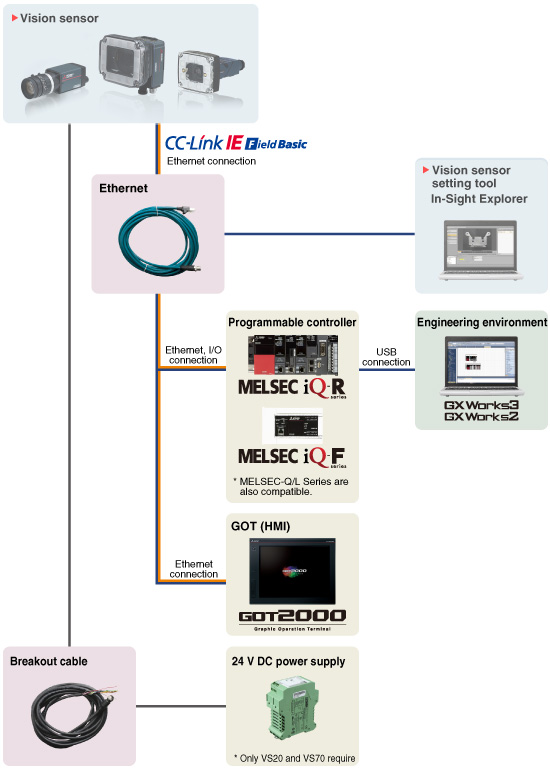 Vision sensor
CC-Link IE Field Basic
Ethernet connection
Ethernet
Vision sensor
setting tool
In-Sight Explorer
Ethernet, I/O
connection
Programmable controller
MELSEC iQ-R
series
MELSEC iQ-F
series
* MELSEC-Q/L Series are
also compatible.
USB
connection
Engineering environment
GX Works3
GX Works2
Ethernet
connection
GOT (HMI)
GOT2000
Graphic Operation Terminal
Breakout cable
24 V DC power supply
* Only VS20 and VS70 require